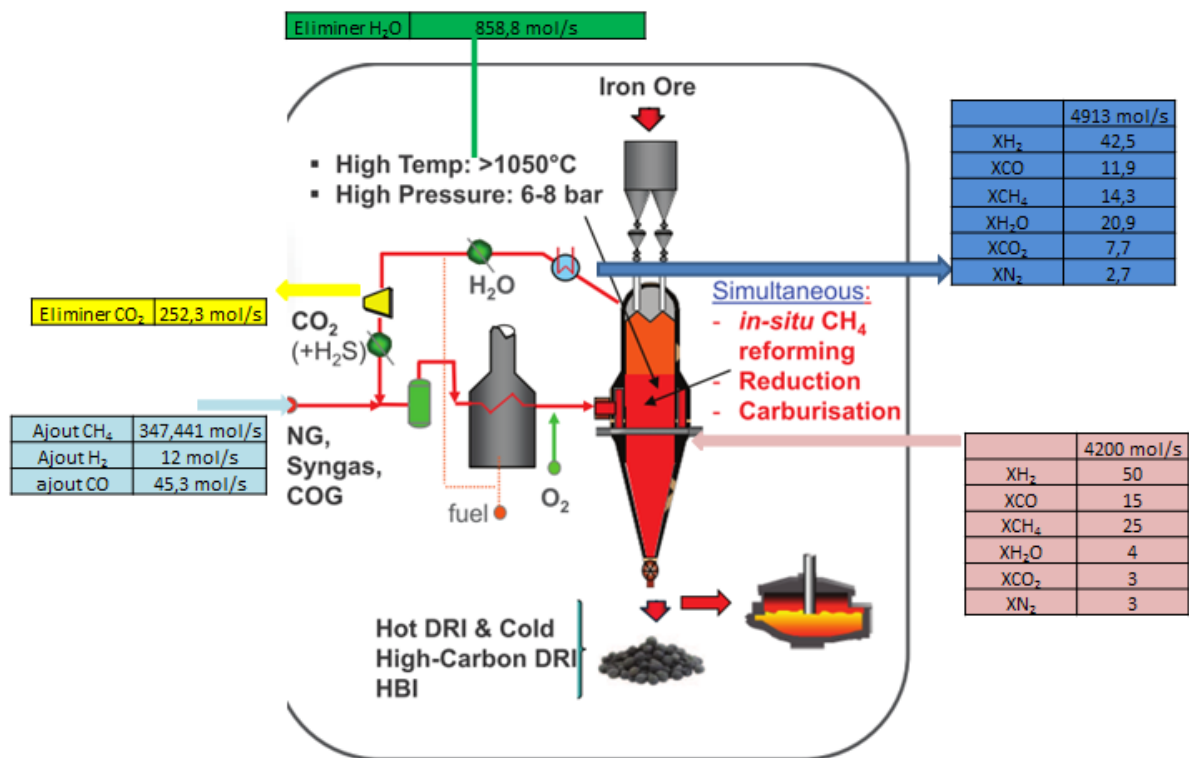 Eliminer H₂O 858,8 mol/s
Iron Ore
▪ High Temp: >1050°C
▪ High Pressure: 6-8 bar
4913 mol/s
XH₂ 42,5
XCO 11,9
XCH₄ 14,3
XH₂O 20,9
XCO₂ 7,7
XN₂ 2,7
H₂O
Simultaneous:
- in-situ CH₄
reforming
- Reduction
- Carburisation
Eliminer CO₂ 252,3 mol/s
CO₂
(+H₂S)
Ajout CH₄ 347,441 mol/s
Ajout H₂ 12 mol/s
ajout CO 45,3 mol/s
NG,
Syngas,
COG
fuel
O₂
4200 mol/s
XH₂ 50
XCO 15
XCH₄ 25
XH₂O 4
XCO₂ 3
XN₂ 3
Hot DRI & Cold
High-Carbon DRI
HBI